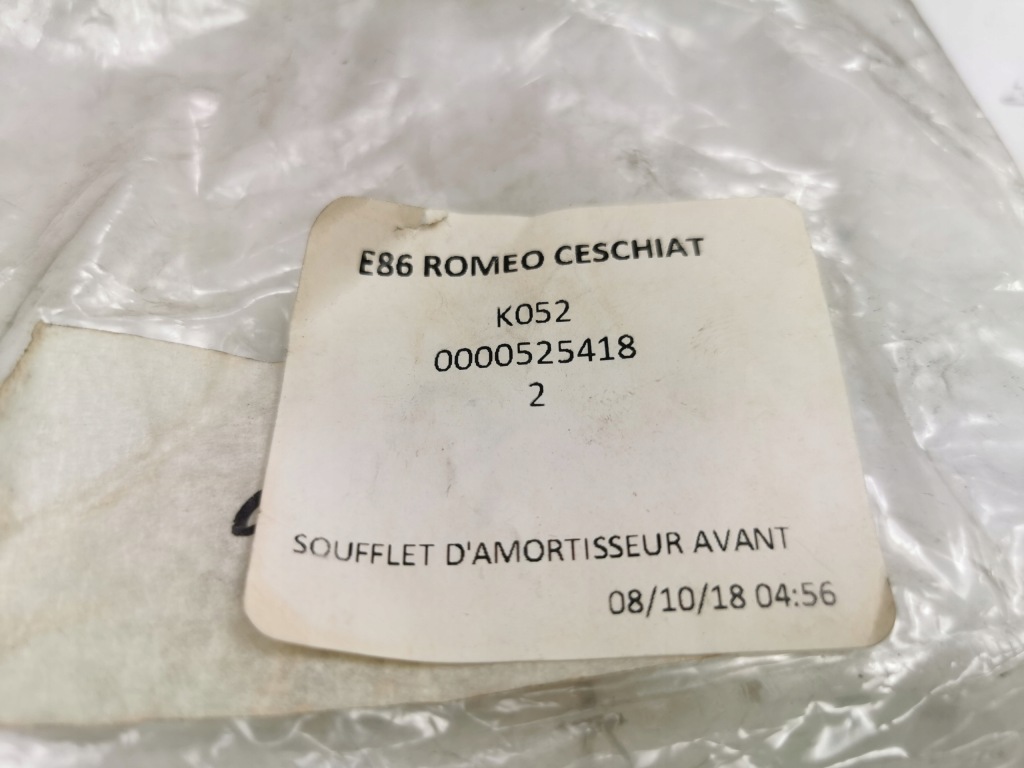 E86 ROMEO CESCHIAT
K052
0000525418
2
SOUFFLET D'AMORTISSEUR AVANT
08/10/18 04:56